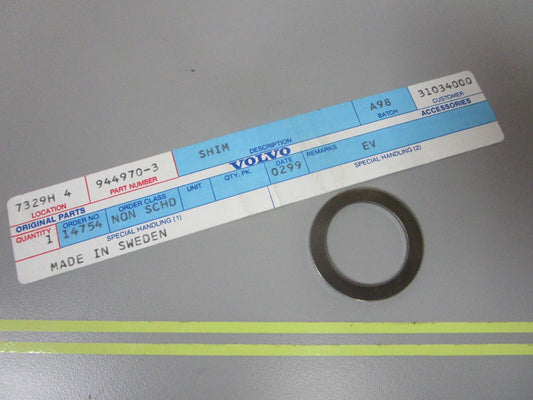 7329H 4 944970-3 SHIM A98 31034000
LOCATION PART NUMBER DESCRIPTION BATCH CUSTOMER
ORIGINAL PARTS VOLVO ACCESSORIES
QUANTITY ORDER NO. ORDER CLASS UNIT QTY. PK. DATE REMARKS EV
1 14754 NON SCHD 0299
SPECIAL HANDLING (1) SPECIAL HANDLING (2)
MADE IN SWEDEN